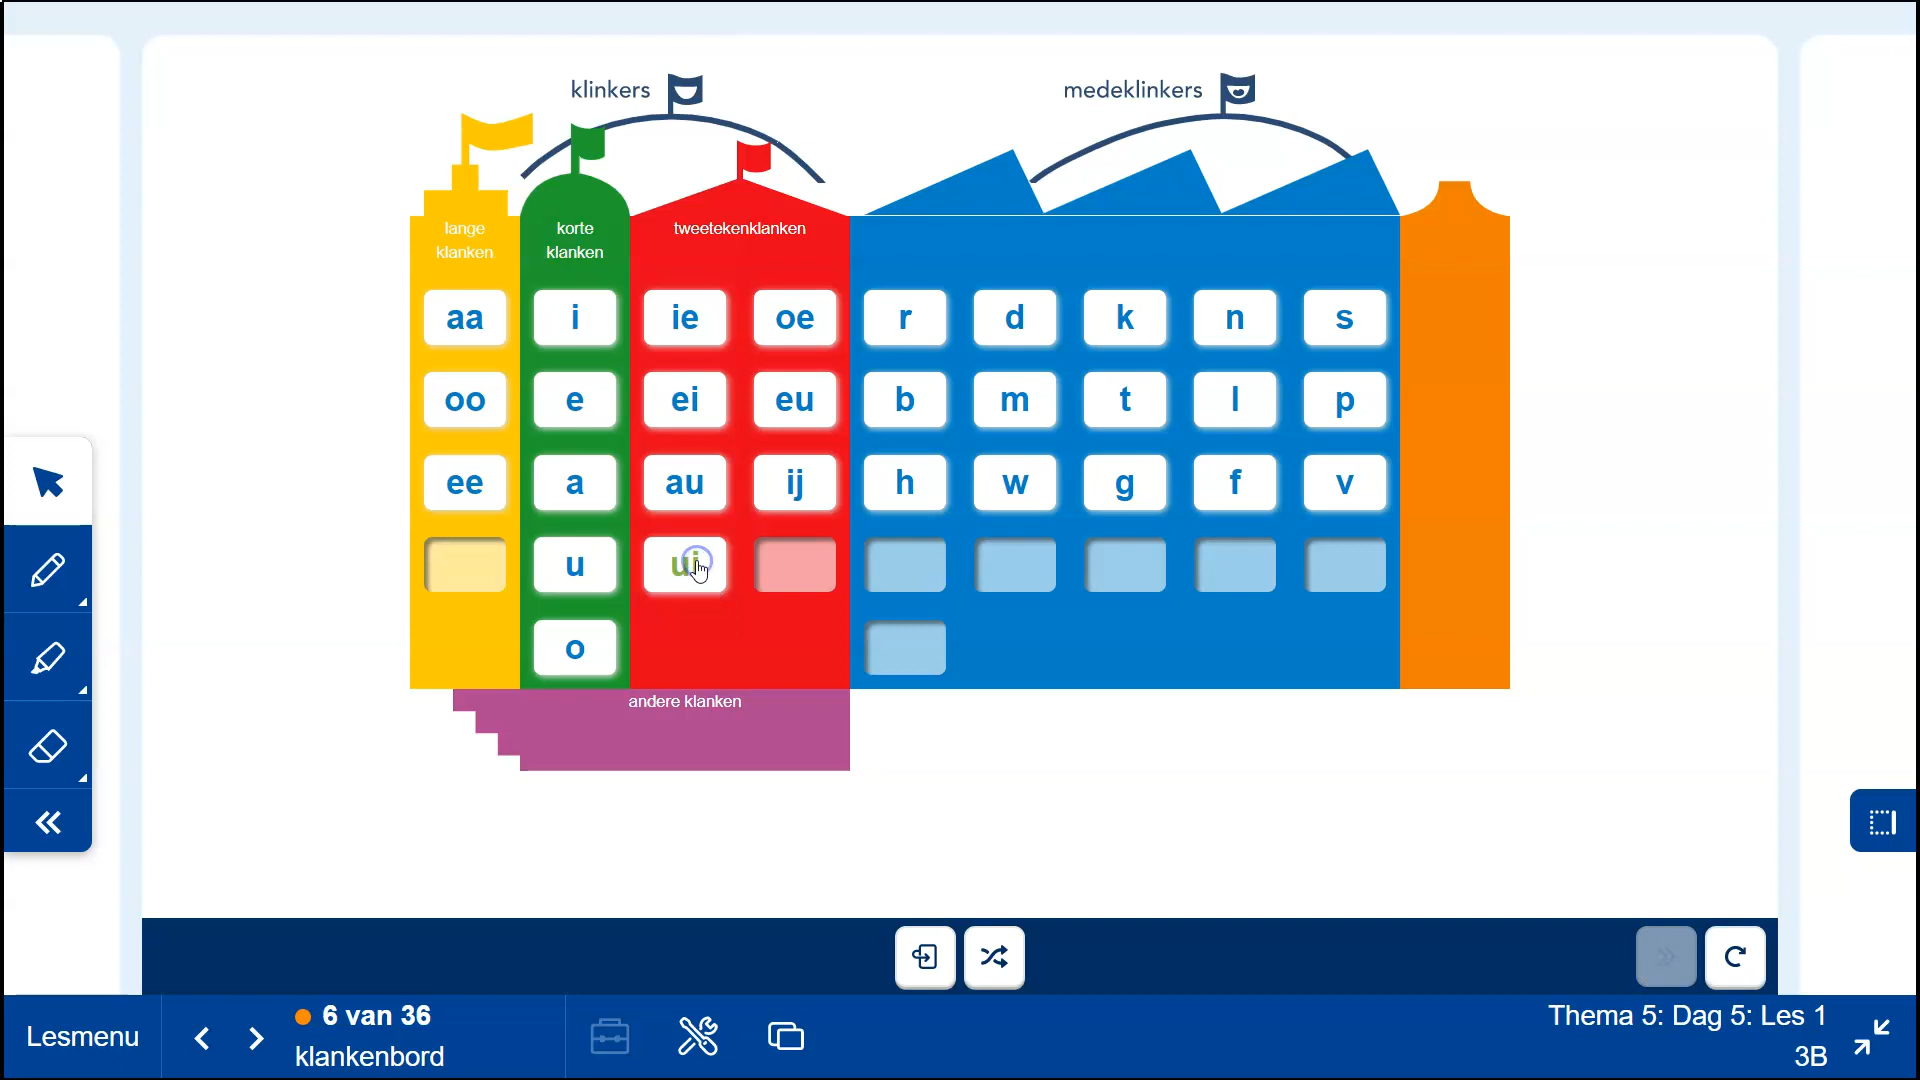 klinkers
medeklinkers
lange
klanken
korte
klanken
tweetekenklanken
aa i ie oe r d k n s
oo e ei eu b m t l p
ee a au ij h w g f v
u ui
o
andere klanken
Lesmenu
6 van 36
klankenbord
Thema 5: Dag 5: Les 1
3B